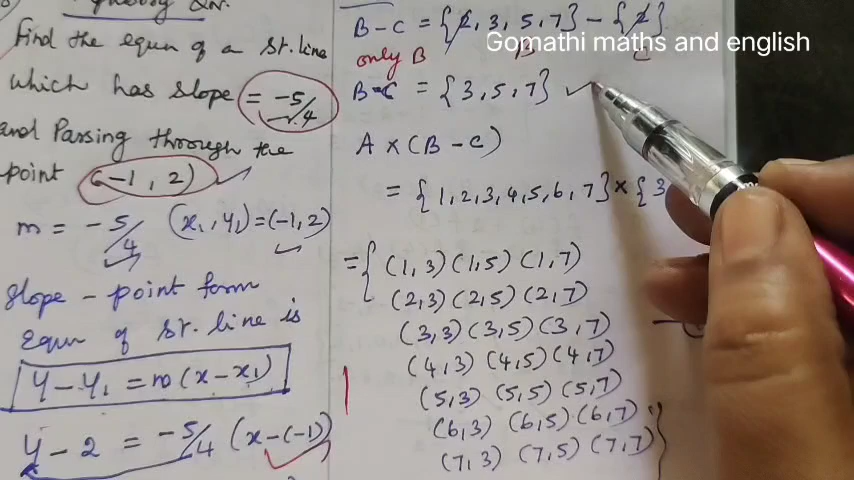 Find the equn of a st. line
which has slope = -5/4
and Passing through the
point (-1, 2)
m = -5/4 (x₁, y₁) = (-1, 2)
slope - point form
Equn of st. line is
y - y₁ = m(x - x₁)
y - 2 = -5/4 (x - (-1))
B - C = {2, 3, 5, 7} - {2}
only B B C
B - C = {3, 5, 7}
A × (B - C)
= {1, 2, 3, 4, 5, 6, 7} × {3
= { (1, 3) (1, 5) (1, 7)
(2, 3) (2, 5) (2, 7)
(3, 3) (3, 5) (3, 7)
(4, 3) (4, 5) (4, 7)
(5, 3) (5, 5) (5, 7)
(6, 3) (6, 5) (6, 7)
(7, 3) (7, 5) (7, 7) }
Gomathi maths and english